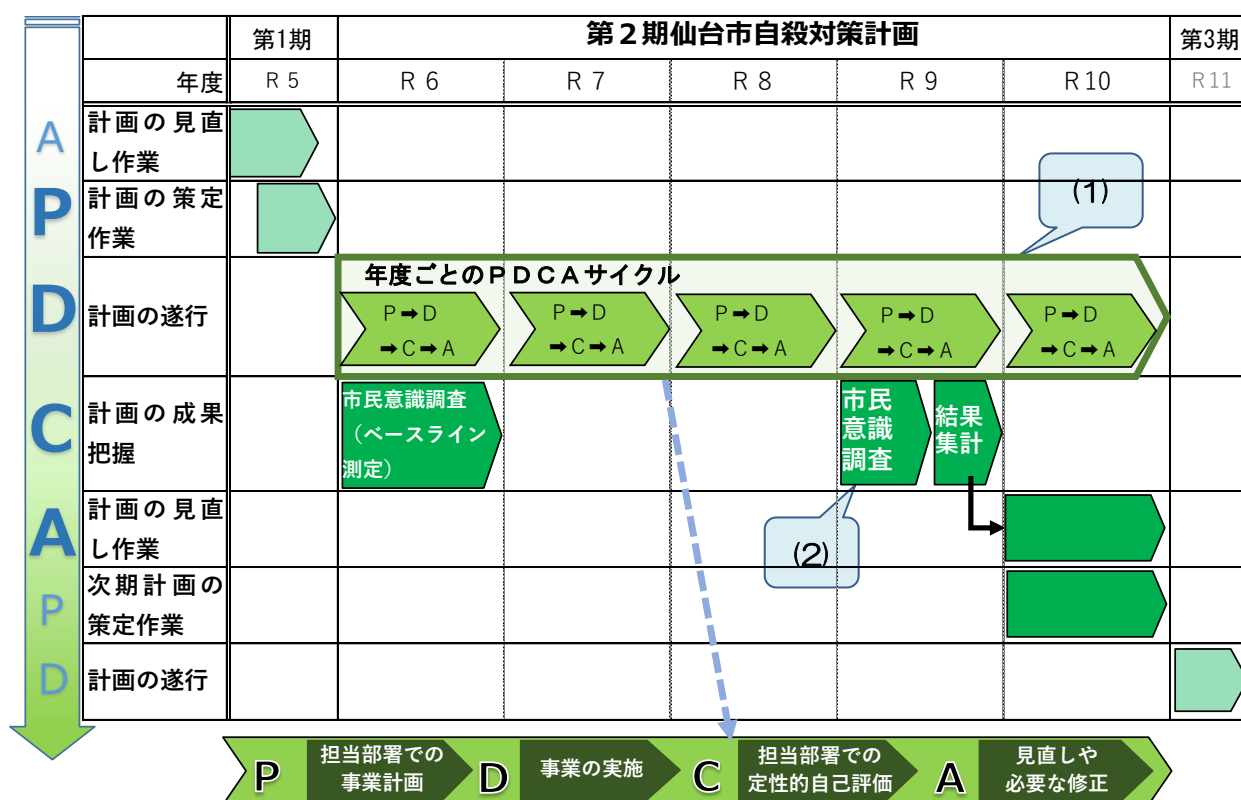 第1期
第２期仙台市自殺対策計画
第3期
年度
R 5
R 6
R 7
R 8
R 9
R 10
R 11
A
P
D
C
A
P
D
計画の見直
し作業
計画の策定
作業
(1)
計画の遂行
年度ごとのＰＤＣＡサイクル
P➡D
➡C➡A
P➡D
➡C➡A
P➡D
➡C➡A
P➡D
➡C➡A
P➡D
➡C➡A
計画の成果
把握
市民意識調査
（ベースライン
測定）
市民
意識
調査
結果
集計
計画の見直
し作業
(2)
次期計画の
策定作業
計画の遂行
P
担当部署での
事業計画
D
事業の実施
C
担当部署での
定性的自己評価
A
見直しや
必要な修正